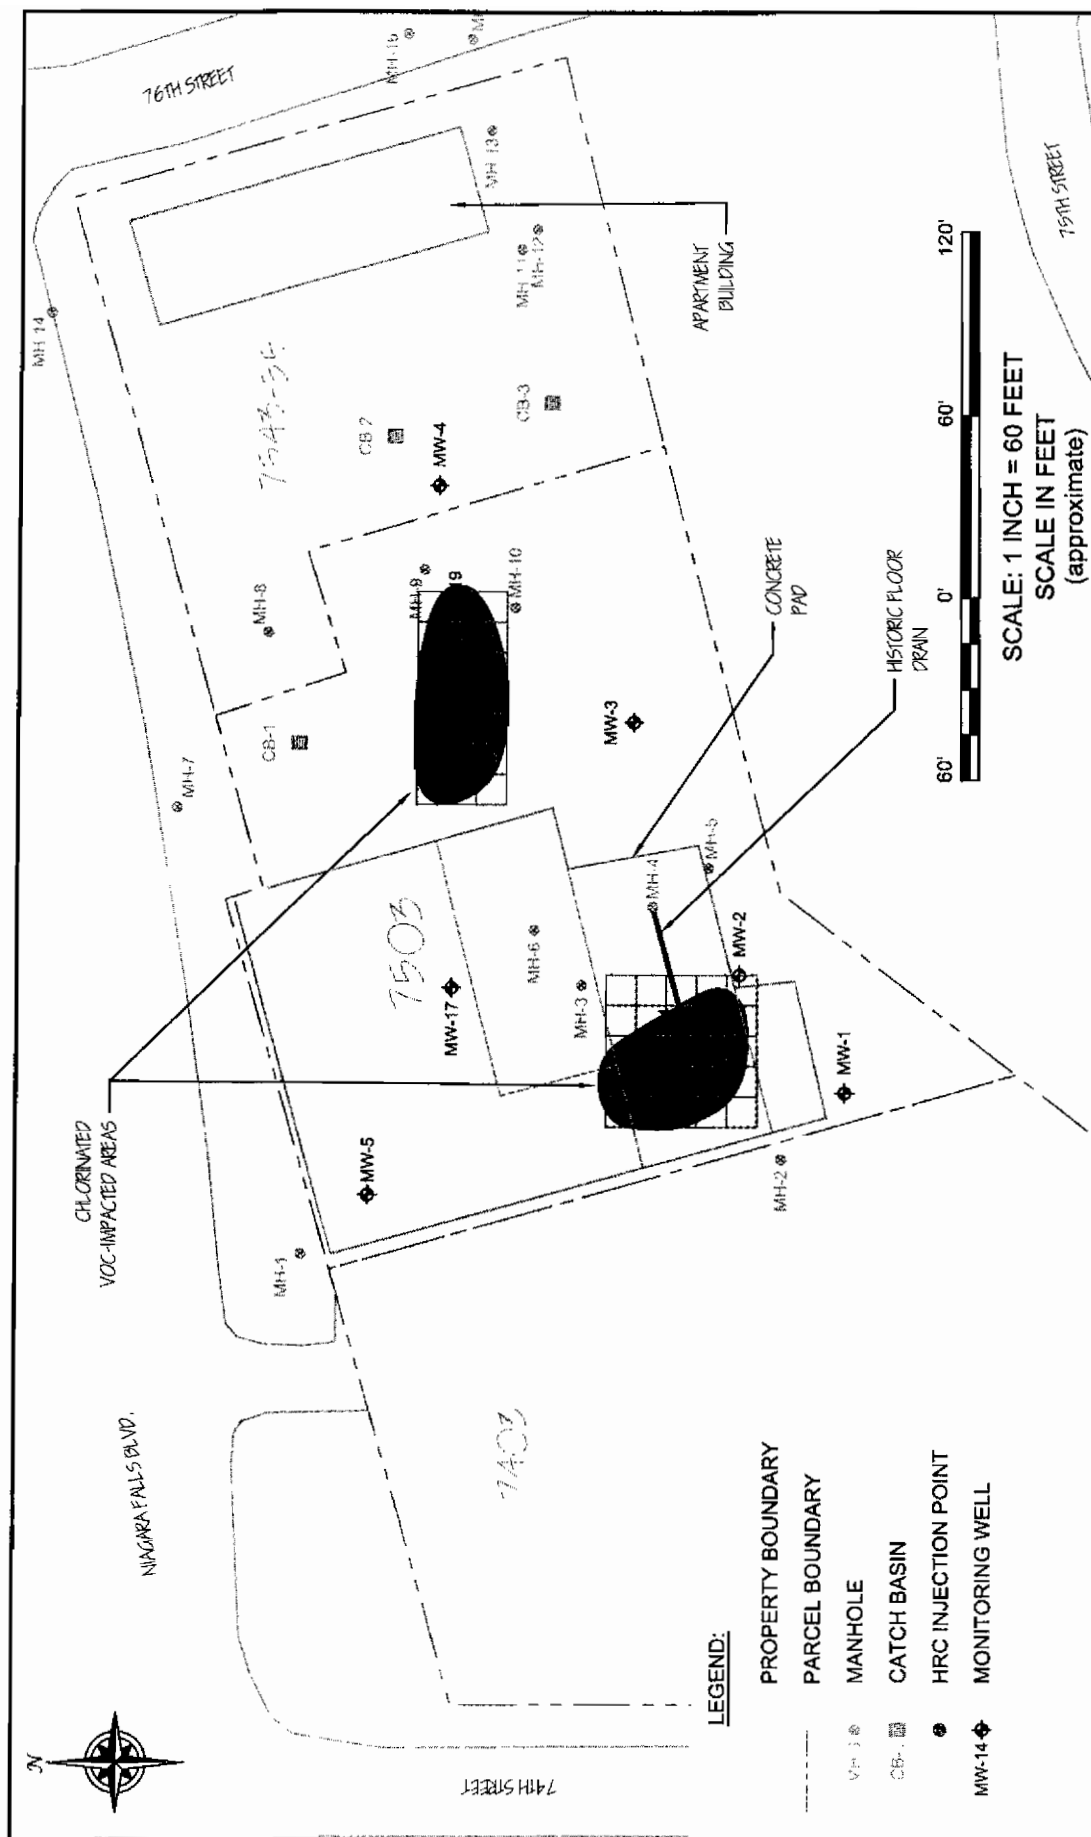 N
NIAGARA FALLS BLVD.
74TH STREET
7403
CHLORINATED
VOC-IMPACTED AREAS
MH-1
MW-5
MH-2
MW-1
7503
MW-17
MH-6
MH-3
MH-4
MH-5
MW-2
MH-7
CB-1
MH-8
MW-3
MH-9
19
MH-10
CONCRETE
PAD
HISTORIC FLOOR
DRAIN
MH 14
CB 2
MW-4
CB-3
MH 11
MH-12
MH 13
APARTMENT
BUILDING
76TH STREET
MH-15
75TH STREET
60'
0'
60'
120'
SCALE: 1 INCH = 60 FEET
SCALE IN FEET
(approximate)
LEGEND:
PROPERTY BOUNDARY
PARCEL BOUNDARY
MANHOLE
CATCH BASIN
HRC INJECTION POINT
MW-14 MONITORING WELL